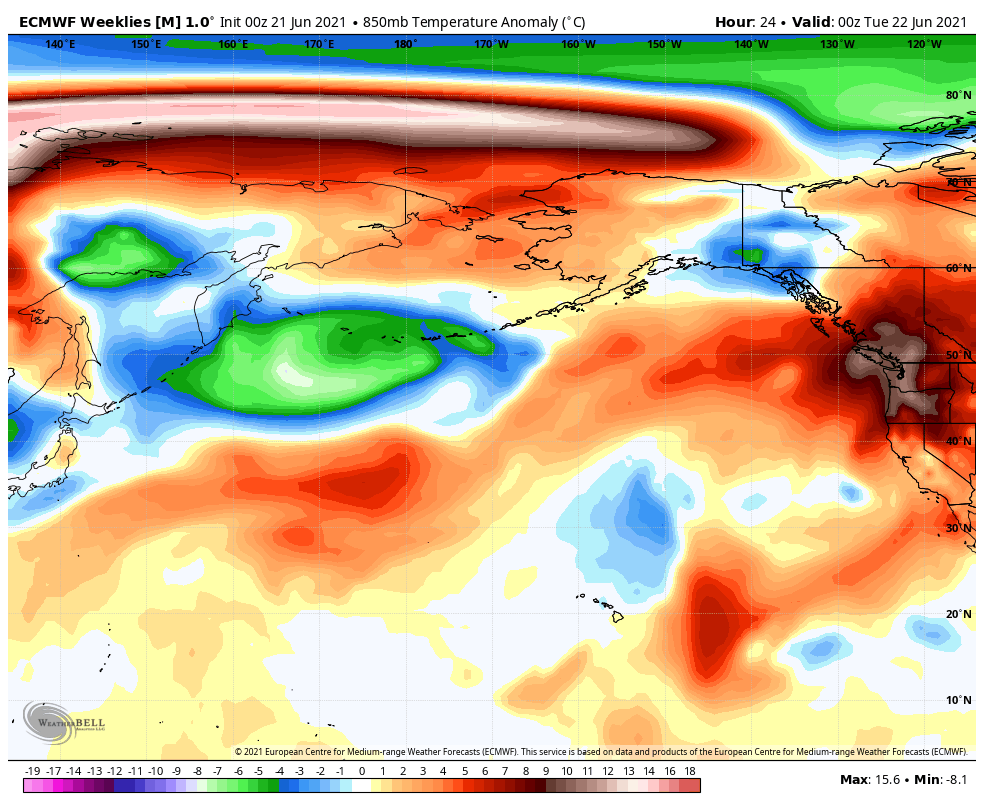 ECMWF Weeklies [M] 1.0° Init 00z 21 Jun 2021 • 850mb Temperature Anomaly (°C)
Hour: 24 • Valid: 00z Tue 22 Jun 2021
140°E 150°E 160°E 170°E 180° 170°W 160°W 150°W 140°W 130°W 120°W
80°N
70°N
60°N
50°N
40°N
30°N
20°N
10°N
WEATHERBELL
ANALYTICS LLC
© 2021 European Centre for Medium-range Weather Forecasts (ECMWF). This service is based on data and products of the European Centre for Medium-range Weather Forecasts (ECMWF).
-19 -17 -14 -13 -12 -11 -10 -9 -8 -7 -6 -5 -4 -3 -2 -1 0 1 2 3 4 5 6 7 8 9 10 11 12 13 14 16 18
Max: 15.6 • Min: -8.1